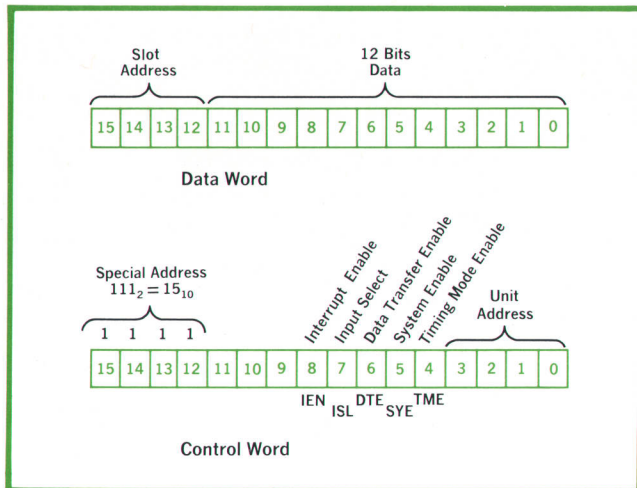 Slot
Address
12 Bits
Data
15 14 13 12 11 10 9 8 7 6 5 4 3 2 1 0
Data Word
Special Address
111₂ = 15₁₀
1 1 1 1
Interrupt Enable
Input Select
Data Transfer Enable
System Enable
Timing Mode Enable
Unit
Address
15 14 13 12 11 10 9 8 7 6 5 4 3 2 1 0
IEN ISL DTE SYE TME
Control Word